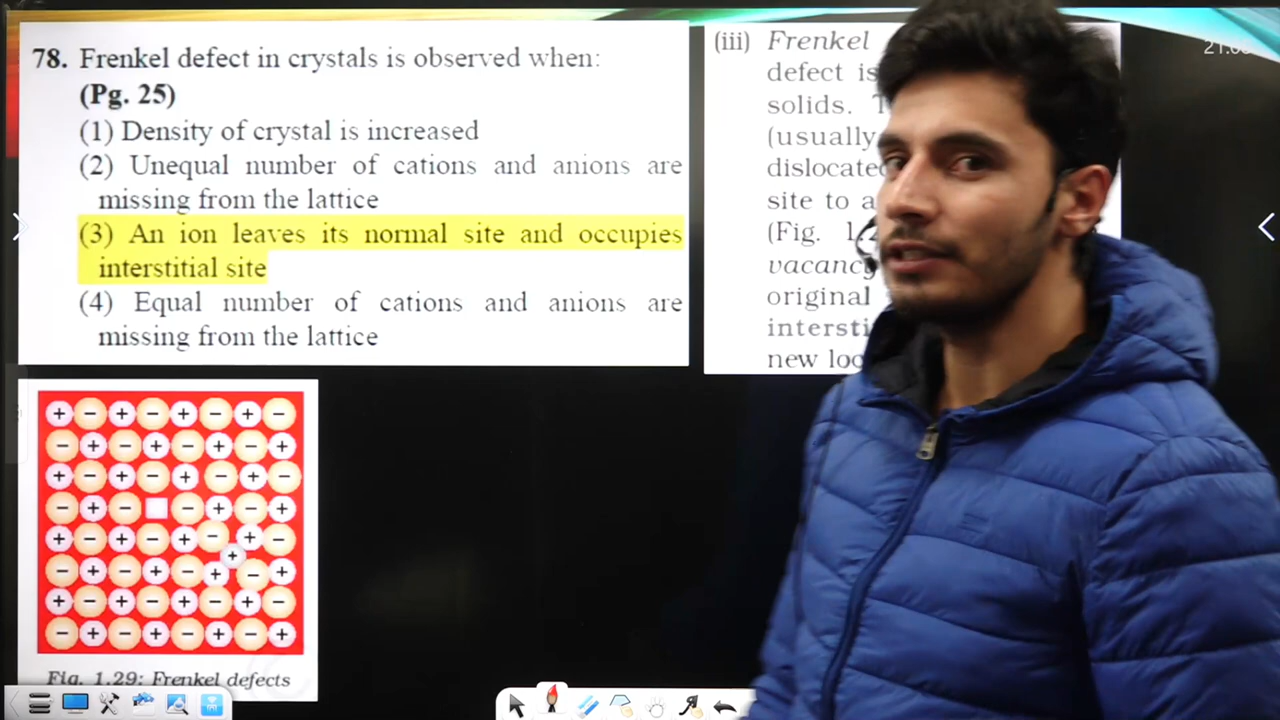 78. Frenkel defect in crystals is observed when:
(Pg. 25)
(1) Density of crystal is increased
(2) Unequal number of cations and anions are
missing from the lattice
(3) An ion leaves its normal site and occupies
interstitial site
(4) Equal number of cations and anions are
missing from the lattice
(iii) Frenkel
defect is
solids.
(usually
dislocated
site to a
(Fig.
vacancy
original
intersti
new loc
+ − + − + − + −
− + − + − + − +
+ − + − + − + −
− + − − + − +
+ − + − + − + −
+
− + − + − + − +
+ − + − + − + −
− + − + − + − +
Fig. 1.29: Frenkel defects